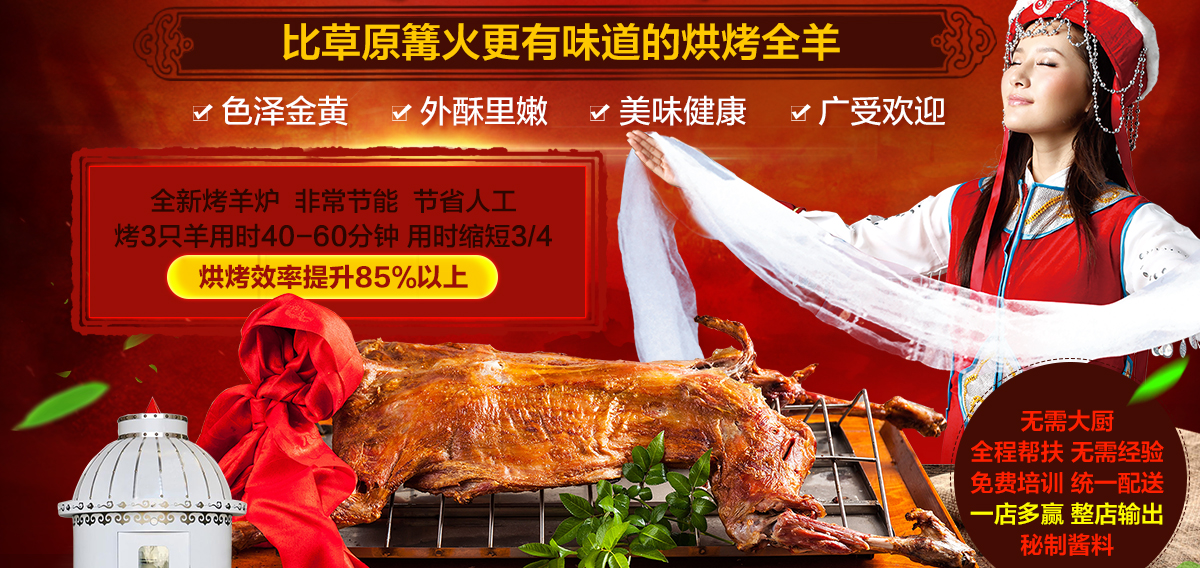 比草原篝火更有味道的烘烤全羊
色泽金黄 外酥里嫩 美味健康 广受欢迎
全新烤羊炉 非常节能 节省人工
烤3只羊用时40-60分钟 用时缩短3/4
烘烤效率提升85%以上
无需大厨
全程帮扶 无需经验
免费培训 统一配送
一店多赢 整店输出
秘制酱料